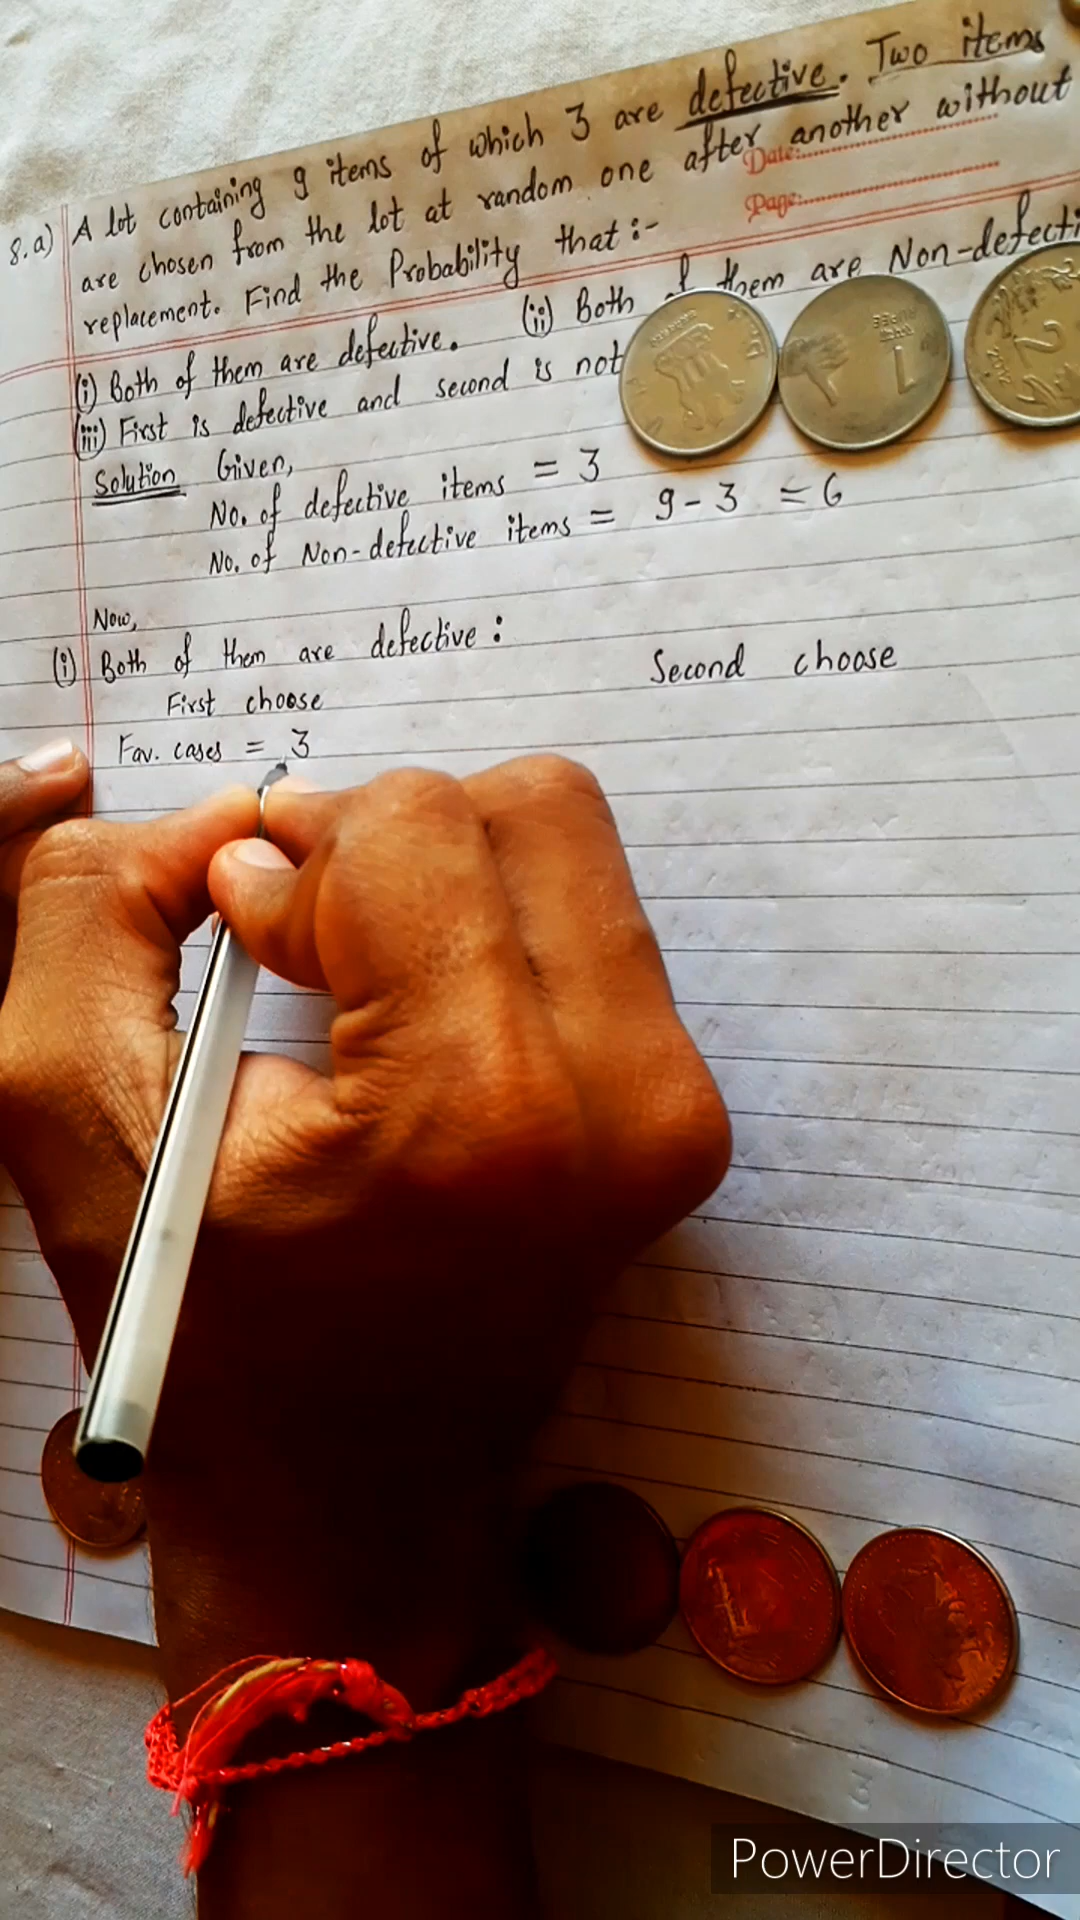 8.a) A lot containing 9 items of which 3 are defective. Two items
are chosen from the lot at random one after another without
replacement. Find the Probability that :-
Date:
Page:
(i) Both of them are defective. (ii) Both of them are Non-defecti
(iii) First is defective and second is not
Solution Given,
No. of defective items = 3
No. of Non-defective items = 9 - 3 = 6
Now,
(i) Both of them are defective :
First choose Second choose
Fav. cases = 3
PowerDirector